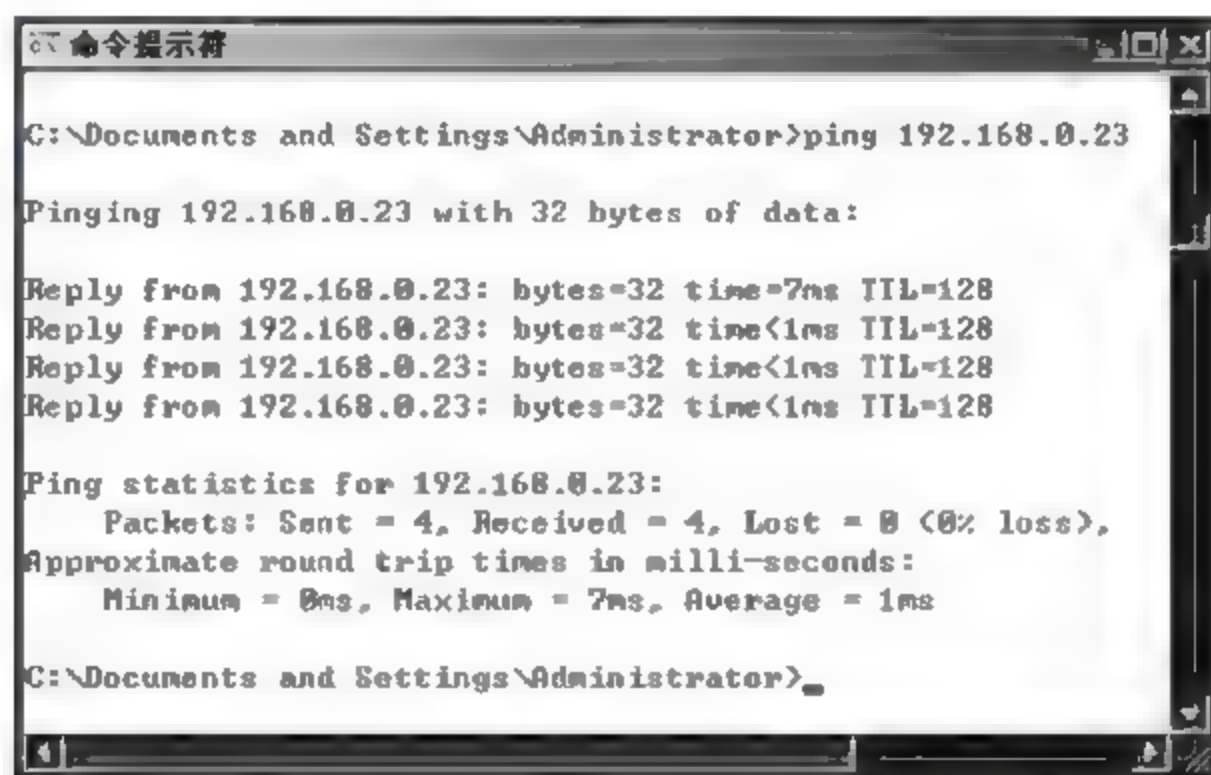 命令提示符
C:\Documents and Settings\Administrator>ping 192.168.0.23
Pinging 192.168.0.23 with 32 bytes of data:
Reply from 192.168.0.23: bytes=32 time=7ms TTL=128
Reply from 192.168.0.23: bytes=32 time<1ms TTL=128
Reply from 192.168.0.23: bytes=32 time<1ms TTL=128
Reply from 192.168.0.23: bytes=32 time<1ms TTL=128
Ping statistics for 192.168.0.23:
Packets: Sent = 4, Received = 4, Lost = 0 (0% loss),
Approximate round trip times in milli-seconds:
Minimum = 0ms, Maximum = 7ms, Average = 1ms
C:\Documents and Settings\Administrator>_